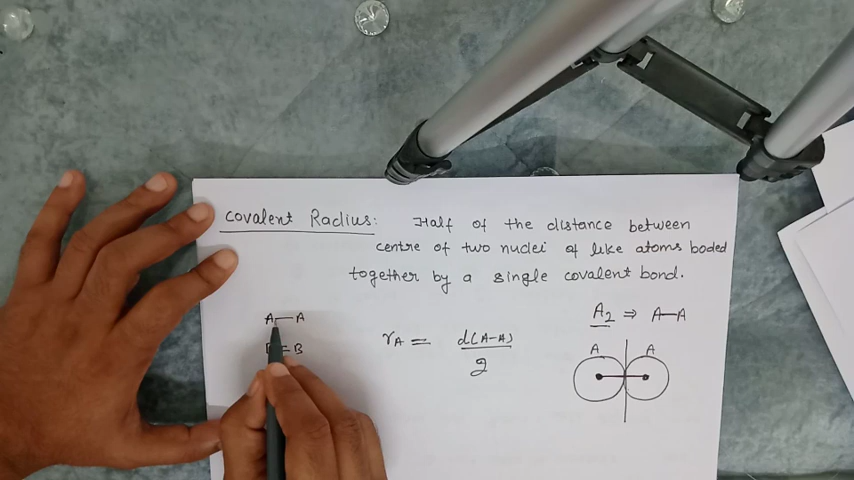 Covalent Radius: Half of the distance between
centre of two nuclei of like atoms boded
together by a single covalent bond.
A—A
=B
rA = d(A-A)
2
A2 ⇒ A—A
A A